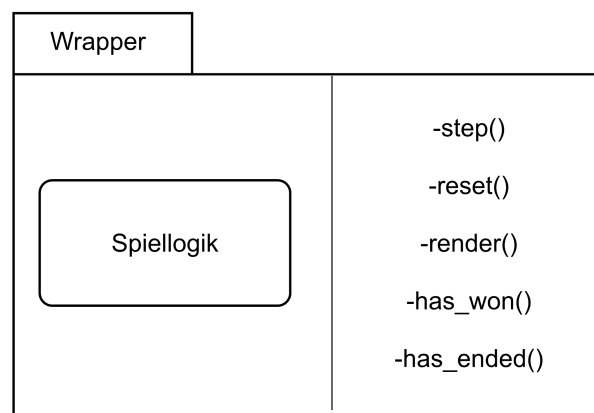 Wrapper
Spiellogik
-step()
-reset()
-render()
-has_won()
-has_ended()